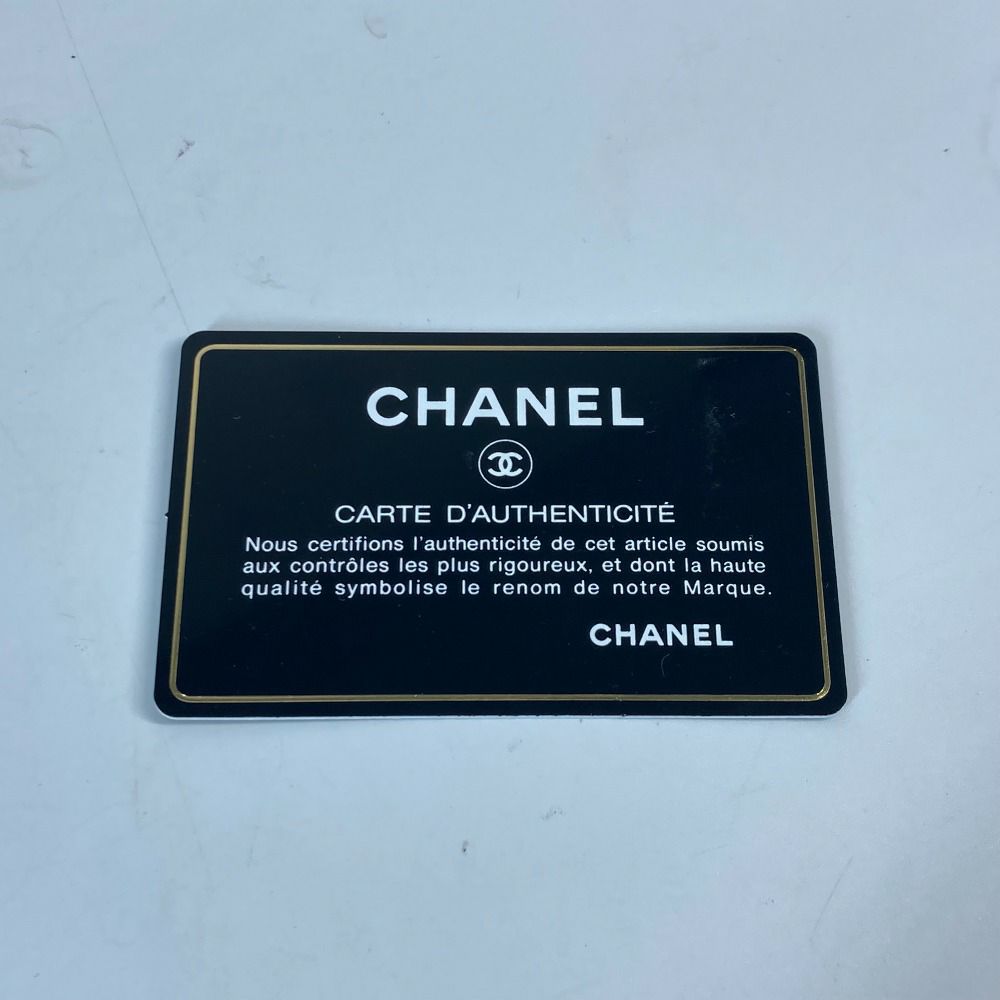 CHANEL
CARTE D'AUTHENTICITÉ
Nous certifions l'authenticité de cet article soumis
aux contrôles les plus rigoureux, et dont la haute
qualité symbolise le renom de notre Marque.
CHANEL